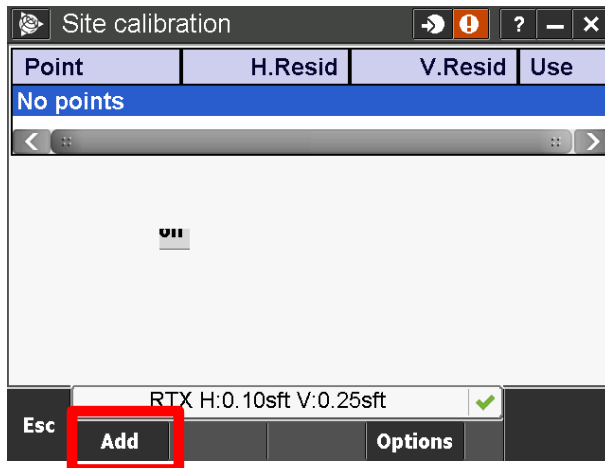 Site calibration ? – ×
Point H.Resid V.Resid Use
No points
RTX H:0.10sft V:0.25sft
Esc Add Options